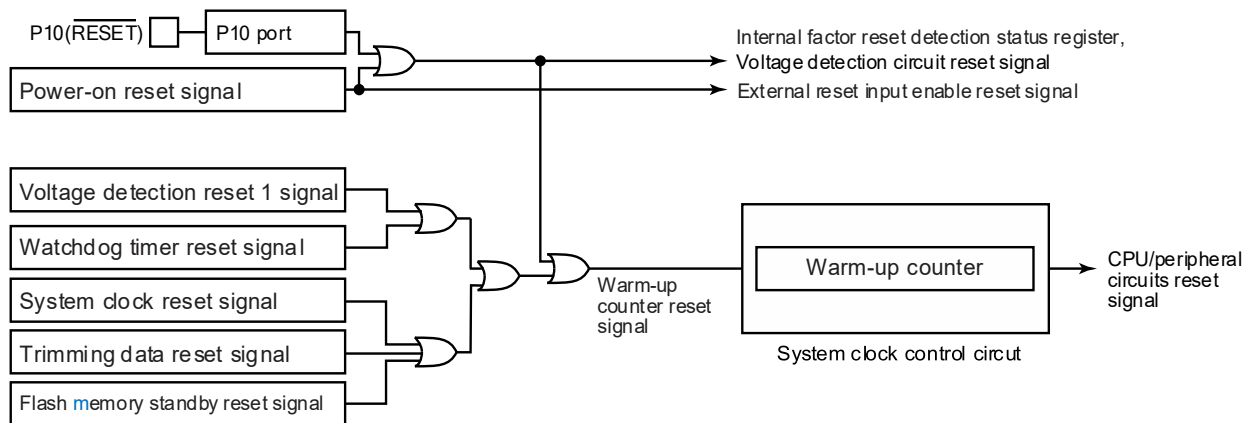 P10(RESET)
P10 port
Power-on reset signal
Internal factor reset detection status register,
Voltage detection circuit reset signal
External reset input enable reset signal
Voltage detection reset 1 signal
Watchdog timer reset signal
System clock reset signal
Trimming data reset signal
Flash memory standby reset signal
Warm-up
counter reset
signal
Warm-up counter
System clock control circut
CPU/peripheral
circuits reset
signal